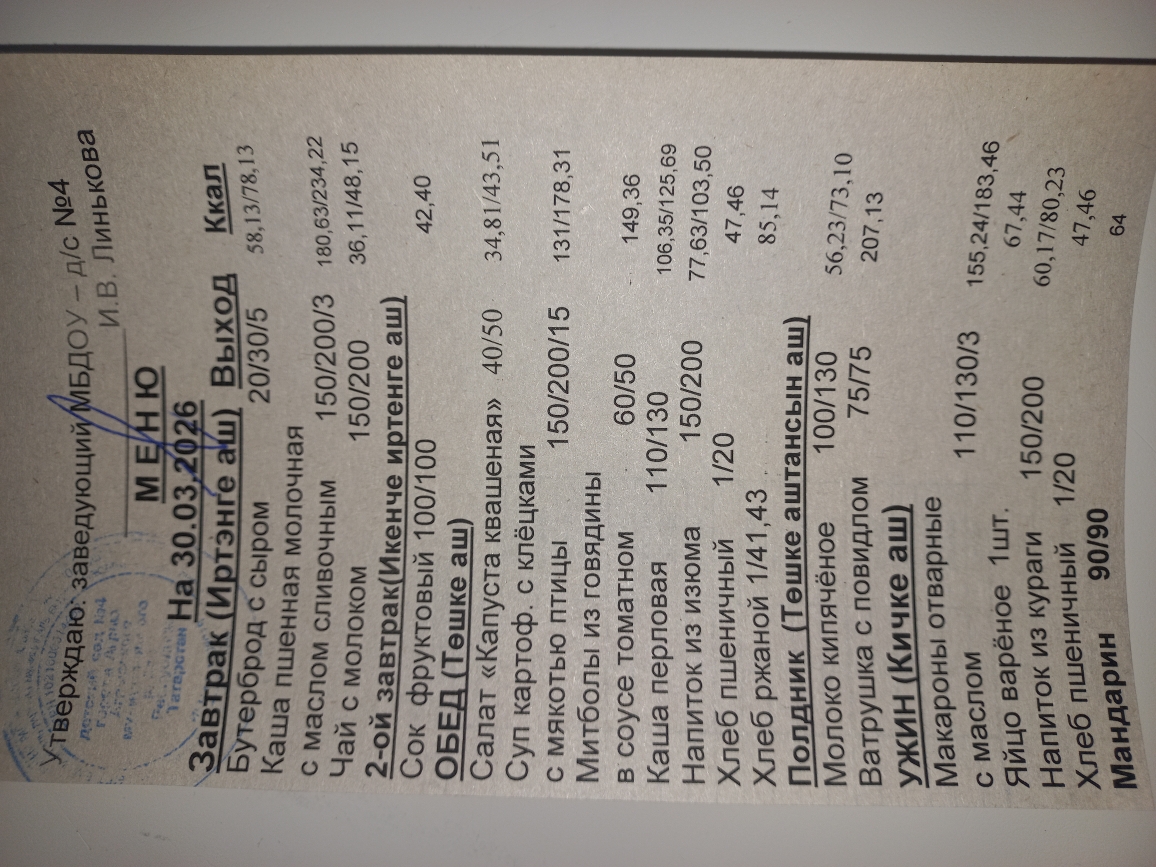 утверждаю: заведующий МБДОУ – д/с №4
И.В. Линькова
М Е Н Ю
На 30.03.2026
Завтрак (Иртэнге аш) Выход Ккал
Бутерброд с сыром 20/30/5 58,13/78,13
Каша пшенная молочная
с маслом сливочным 150/200/3 180,63/234,22
Чай с молоком 150/200 36,11/48,15
2-ой завтрак(Икенче иртенге аш)
Сок фруктовый 100/100 42,40
ОБЕД (Төшке аш)
Салат «Капуста квашеная» 40/50 34,81/43,51
Суп картоф. с клёцками
с мякотью птицы 150/200/15 131/178,31
Митболы из говядины
в соусе томатном 60/50 149,36
Каша перловая 110/130 106,35/125,69
Напиток из изюма 150/200 77,63/103,50
Хлеб пшеничный 1/20 47,46
Хлеб ржаной 1/41,43 85,14
Полдник (Төшке аштансын аш)
Молоко кипячёное 100/130 56,23/73,10
Ватрушка с повидлом 75/75 207,13
УЖИН (Кичке аш)
Макароны отварные
с маслом 110/130/3 155,24/183,46
Яйцо варёное 1шт. 67,44
Напиток из кураги 150/200 60,17/80,23
Хлеб пшеничный 1/20 47,46
Мандарин 90/90 64